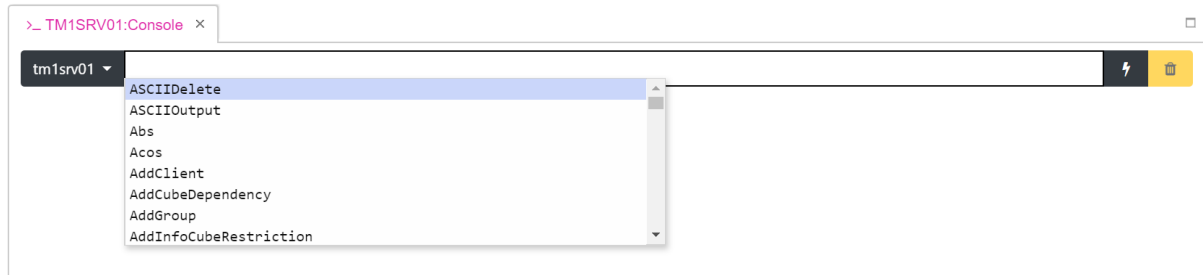 >_ TM1SRV01:Console ×
tm1srv01
ASCIIDelete
ASCIIOutput
Abs
Acos
AddClient
AddCubeDependency
AddGroup
AddInfoCubeRestriction